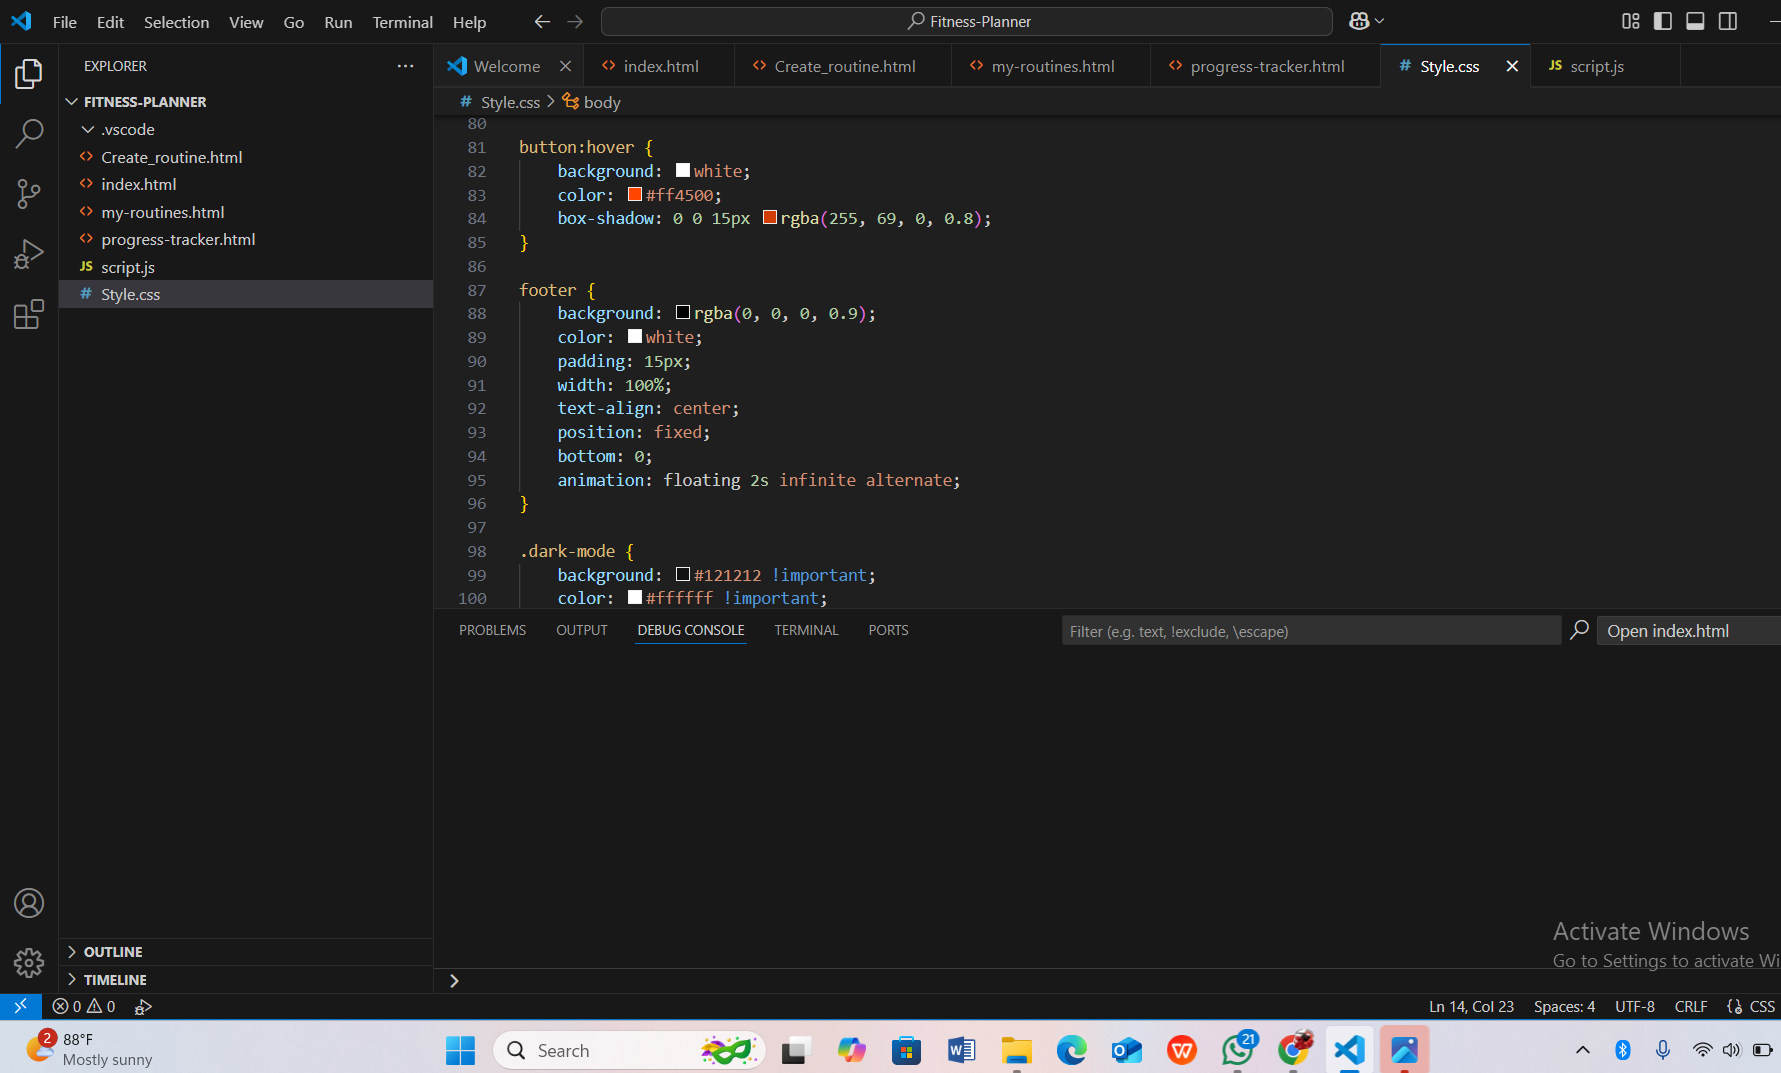 File Edit Selection View Go Run Terminal Help
Fitness-Planner
EXPLORER
FITNESS-PLANNER
.vscode
Create_routine.html
index.html
my-routines.html
progress-tracker.html
JS script.js
# Style.css
OUTLINE
TIMELINE
Welcome index.html Create_routine.html my-routines.html progress-tracker.html # Style.css JS script.js
# Style.css > body
80
81 button:hover {
82 background: white;
83 color: #ff4500;
84 box-shadow: 0 0 15px rgba(255, 69, 0, 0.8);
85 }
86
87 footer {
88 background: rgba(0, 0, 0, 0.9);
89 color: white;
90 padding: 15px;
91 width: 100%;
92 text-align: center;
93 position: fixed;
94 bottom: 0;
95 animation: floating 2s infinite alternate;
96 }
97
98 .dark-mode {
99 background: #121212 !important;
100 color: #ffffff !important;
PROBLEMS OUTPUT DEBUG CONSOLE TERMINAL PORTS
Filter (e.g. text, !exclude, \escape)
Open index.html
Activate Windows
Go to Settings to activate Wi
0 0
Ln 14, Col 23 Spaces: 4 UTF-8 CRLF CSS
2
88°F
Mostly sunny
Search
21